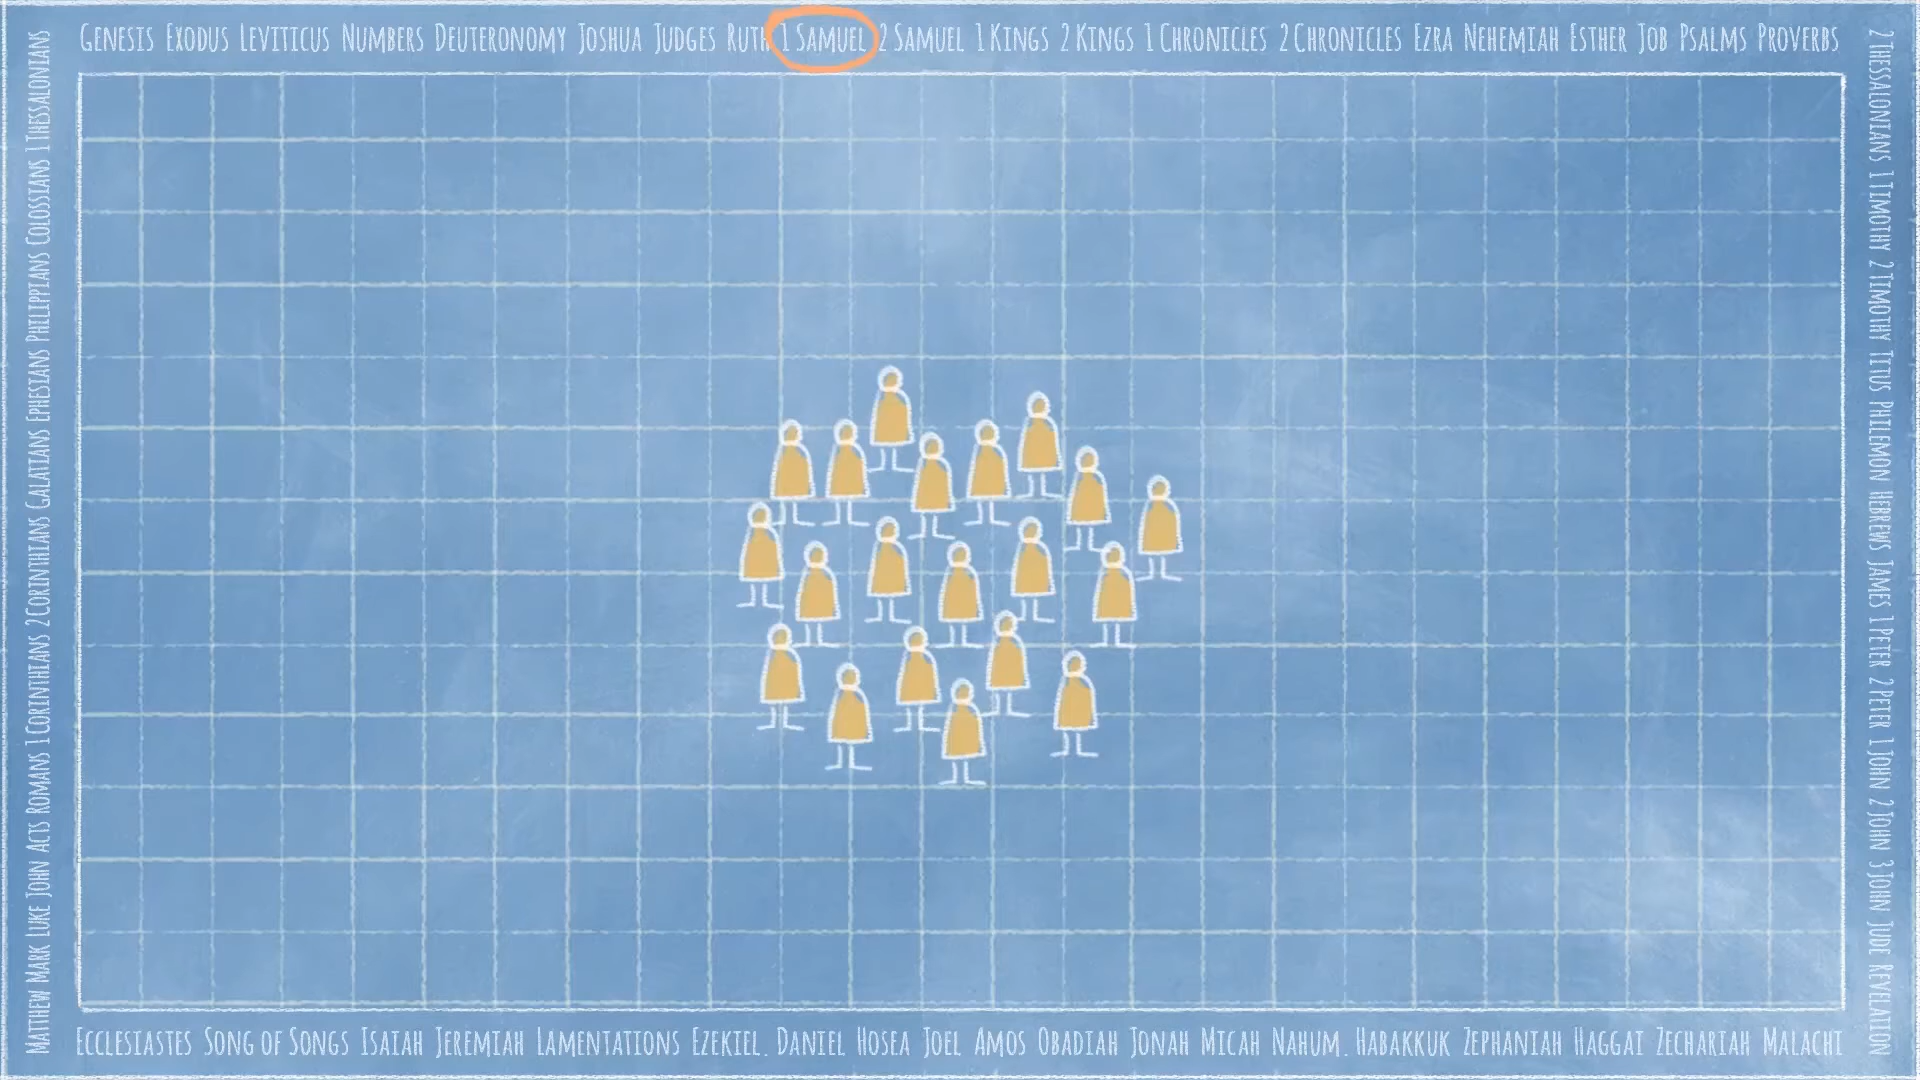 Genesis Exodus Leviticus Numbers Deuteronomy Joshua Judges Ruth 1 Samuel 2 Samuel 1 Kings 2 Kings 1 Chronicles 2 Chronicles Ezra Nehemiah Esther Job Psalms Proverbs
Ecclesiastes Song of Songs Isaiah Jeremiah Lamentations Ezekiel. Daniel Hosea Joel Amos Obadiah Jonah Micah Nahum. Habakkuk Zephaniah Haggai Zechariah Malachi
Matthew Mark Luke John Acts Romans 1 Corinthians 2 Corinthians Galatians Ephesians Philippians Colossians 1 Thessalonians
2 Thessalonians 1 Timothy 2 Timothy Titus Philemon Hebrews James 1 Peter 2 Peter 1 John 2 John 3 John Jude Revelation